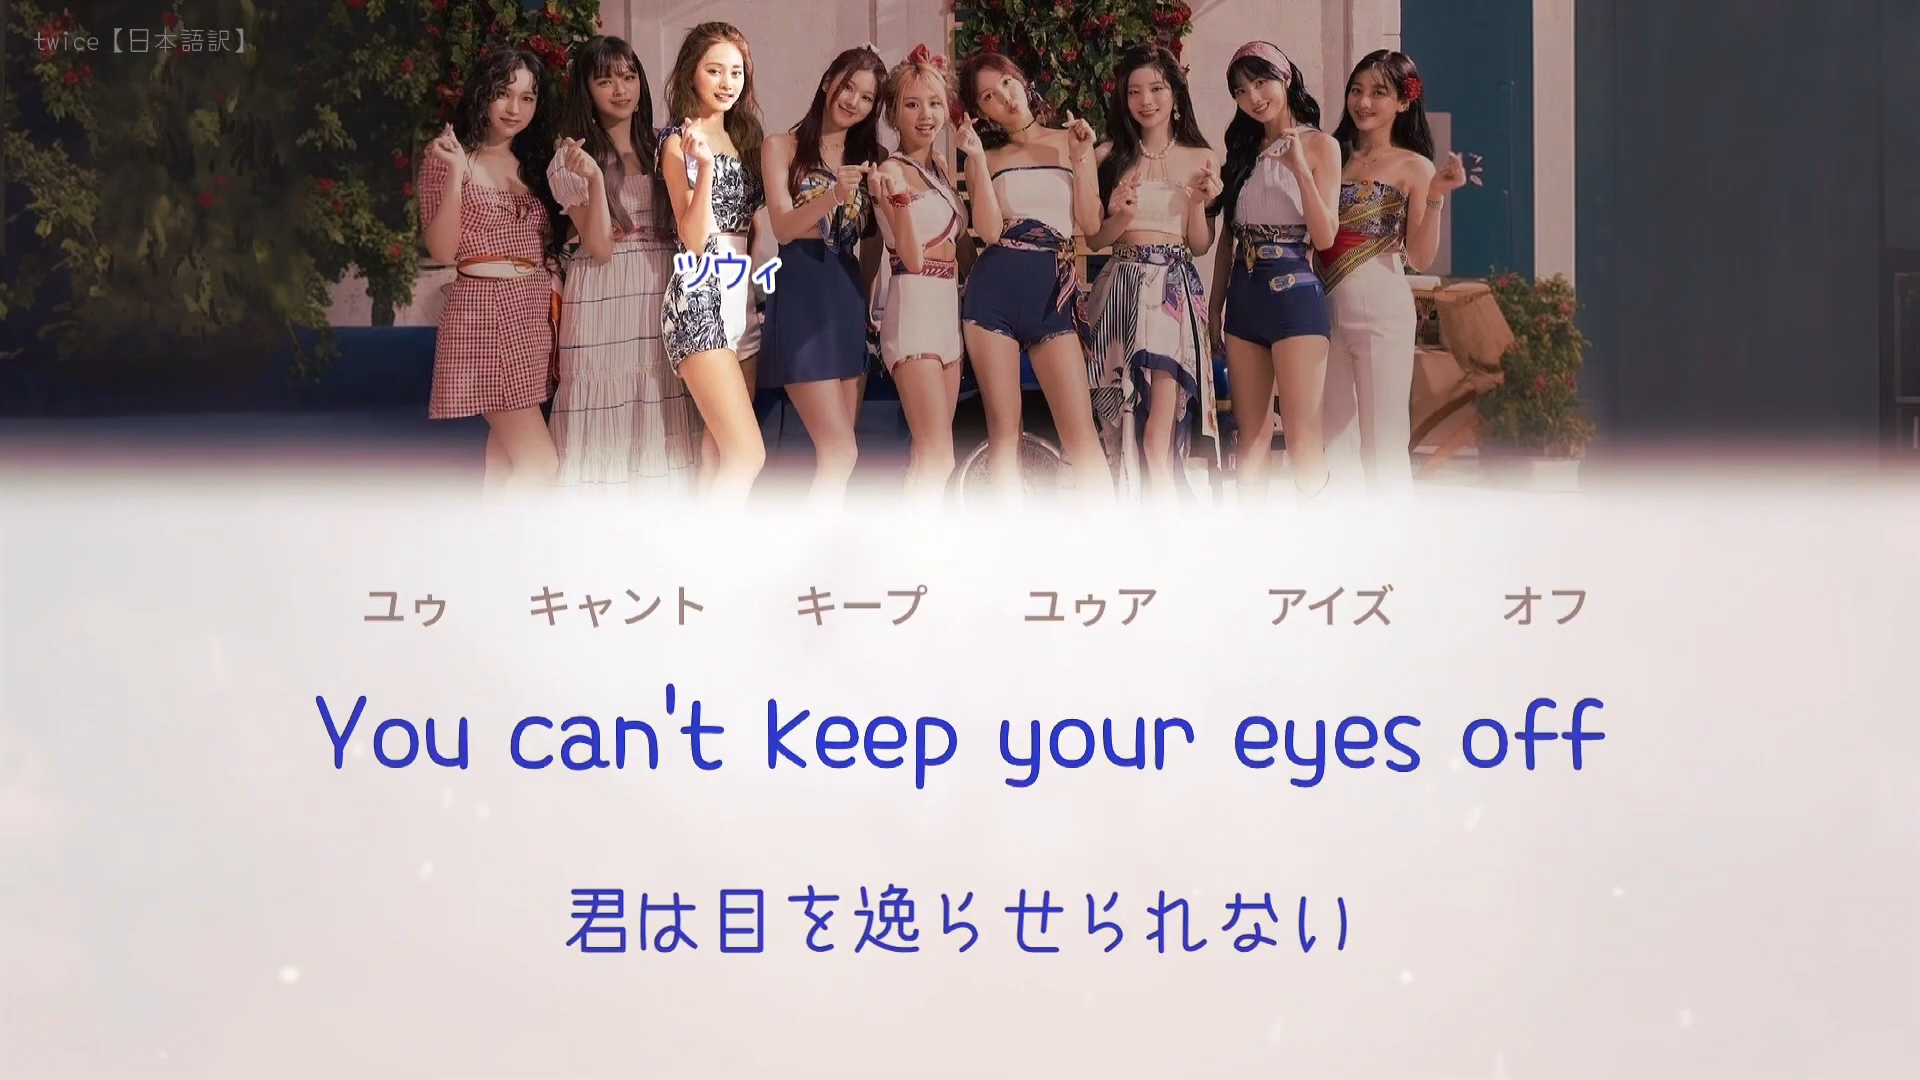 twice【日本語訳】
ツウィ
ユゥ キャント キープ ユゥア アイズ オフ
You can't keep your eyes off
君は目を逸らせられない